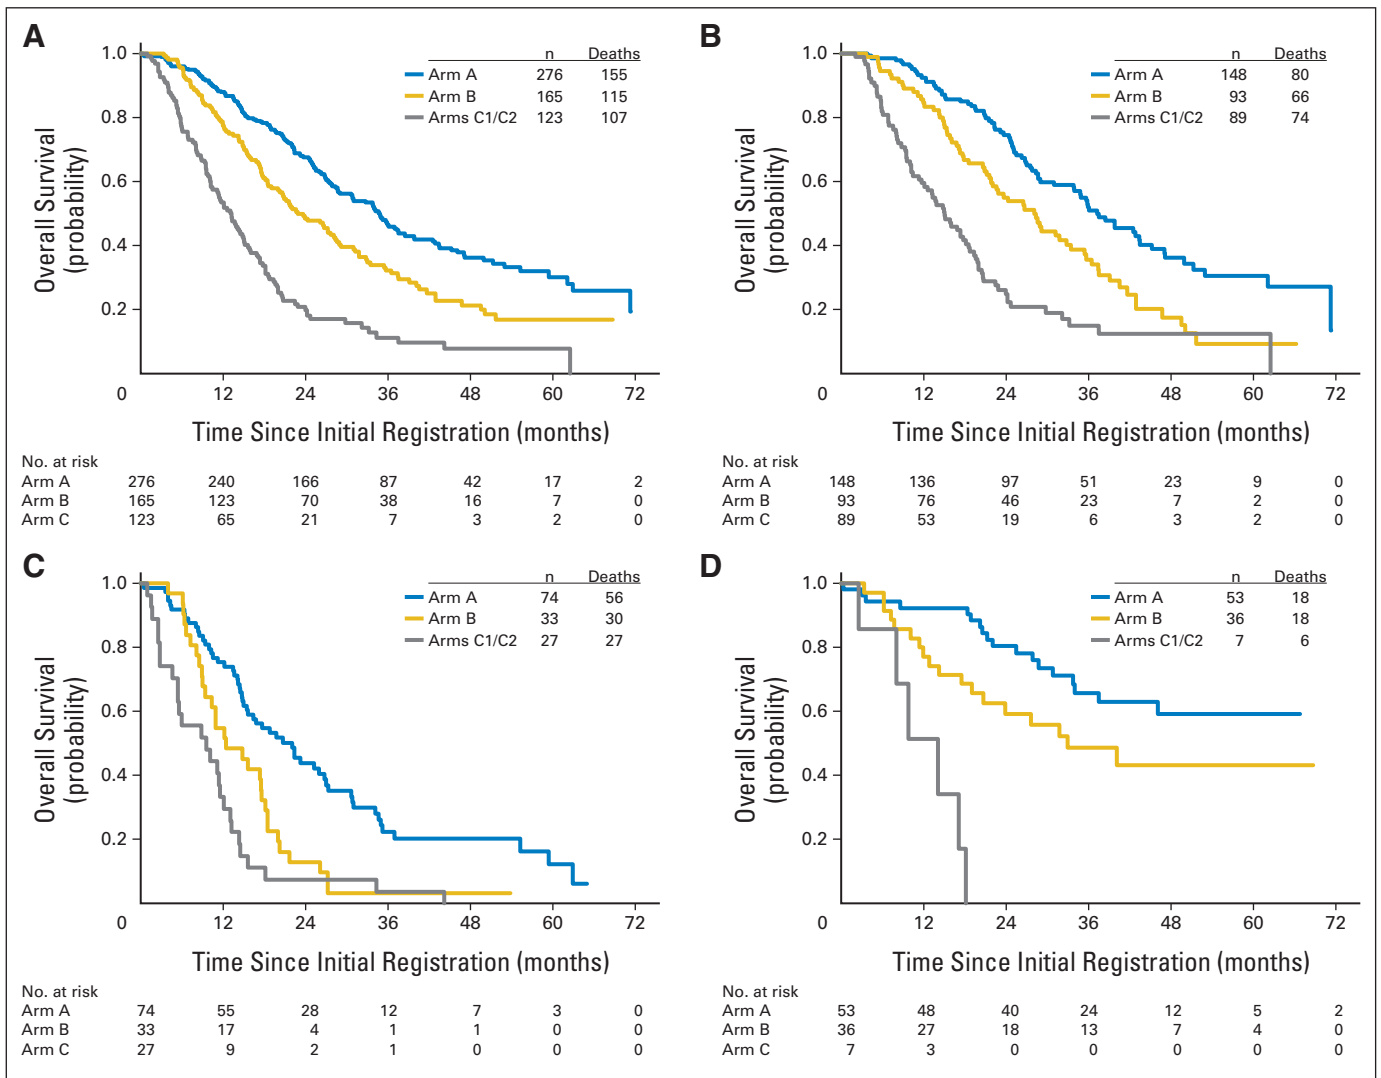 A
n Deaths
Arm A 276 155
Arm B 165 115
Arms C1/C2 123 107
1.0
0.8
0.6
0.4
0.2
Overall Survival
(probability)
0 12 24 36 48 60 72
Time Since Initial Registration (months)
No. at risk
Arm A 276 240 166 87 42 17 2
Arm B 165 123 70 38 16 7 0
Arm C 123 65 21 7 3 2 0
B
n Deaths
Arm A 148 80
Arm B 93 66
Arms C1/C2 89 74
1.0
0.8
0.6
0.4
0.2
Overall Survival
(probability)
0 12 24 36 48 60 72
Time Since Initial Registration (months)
No. at risk
Arm A 148 136 97 51 23 9 0
Arm B 93 76 46 23 7 2 0
Arm C 89 53 19 6 3 2 0
C
n Deaths
Arm A 74 56
Arm B 33 30
Arms C1/C2 27 27
1.0
0.8
0.6
0.4
0.2
Overall Survival
(probability)
0 12 24 36 48 60 72
Time Since Initial Registration (months)
No. at risk
Arm A 74 55 28 12 7 3 0
Arm B 33 17 4 1 1 0 0
Arm C 27 9 2 1 0 0 0
D
n Deaths
Arm A 53 18
Arm B 36 18
Arms C1/C2 7 6
1.0
0.8
0.6
0.4
0.2
Overall Survival
(probability)
0 12 24 36 48 60 72
Time Since Initial Registration (months)
No. at risk
Arm A 53 48 40 24 12 5 2
Arm B 36 27 18 13 7 4 0
Arm C 7 3 0 0 0 0 0